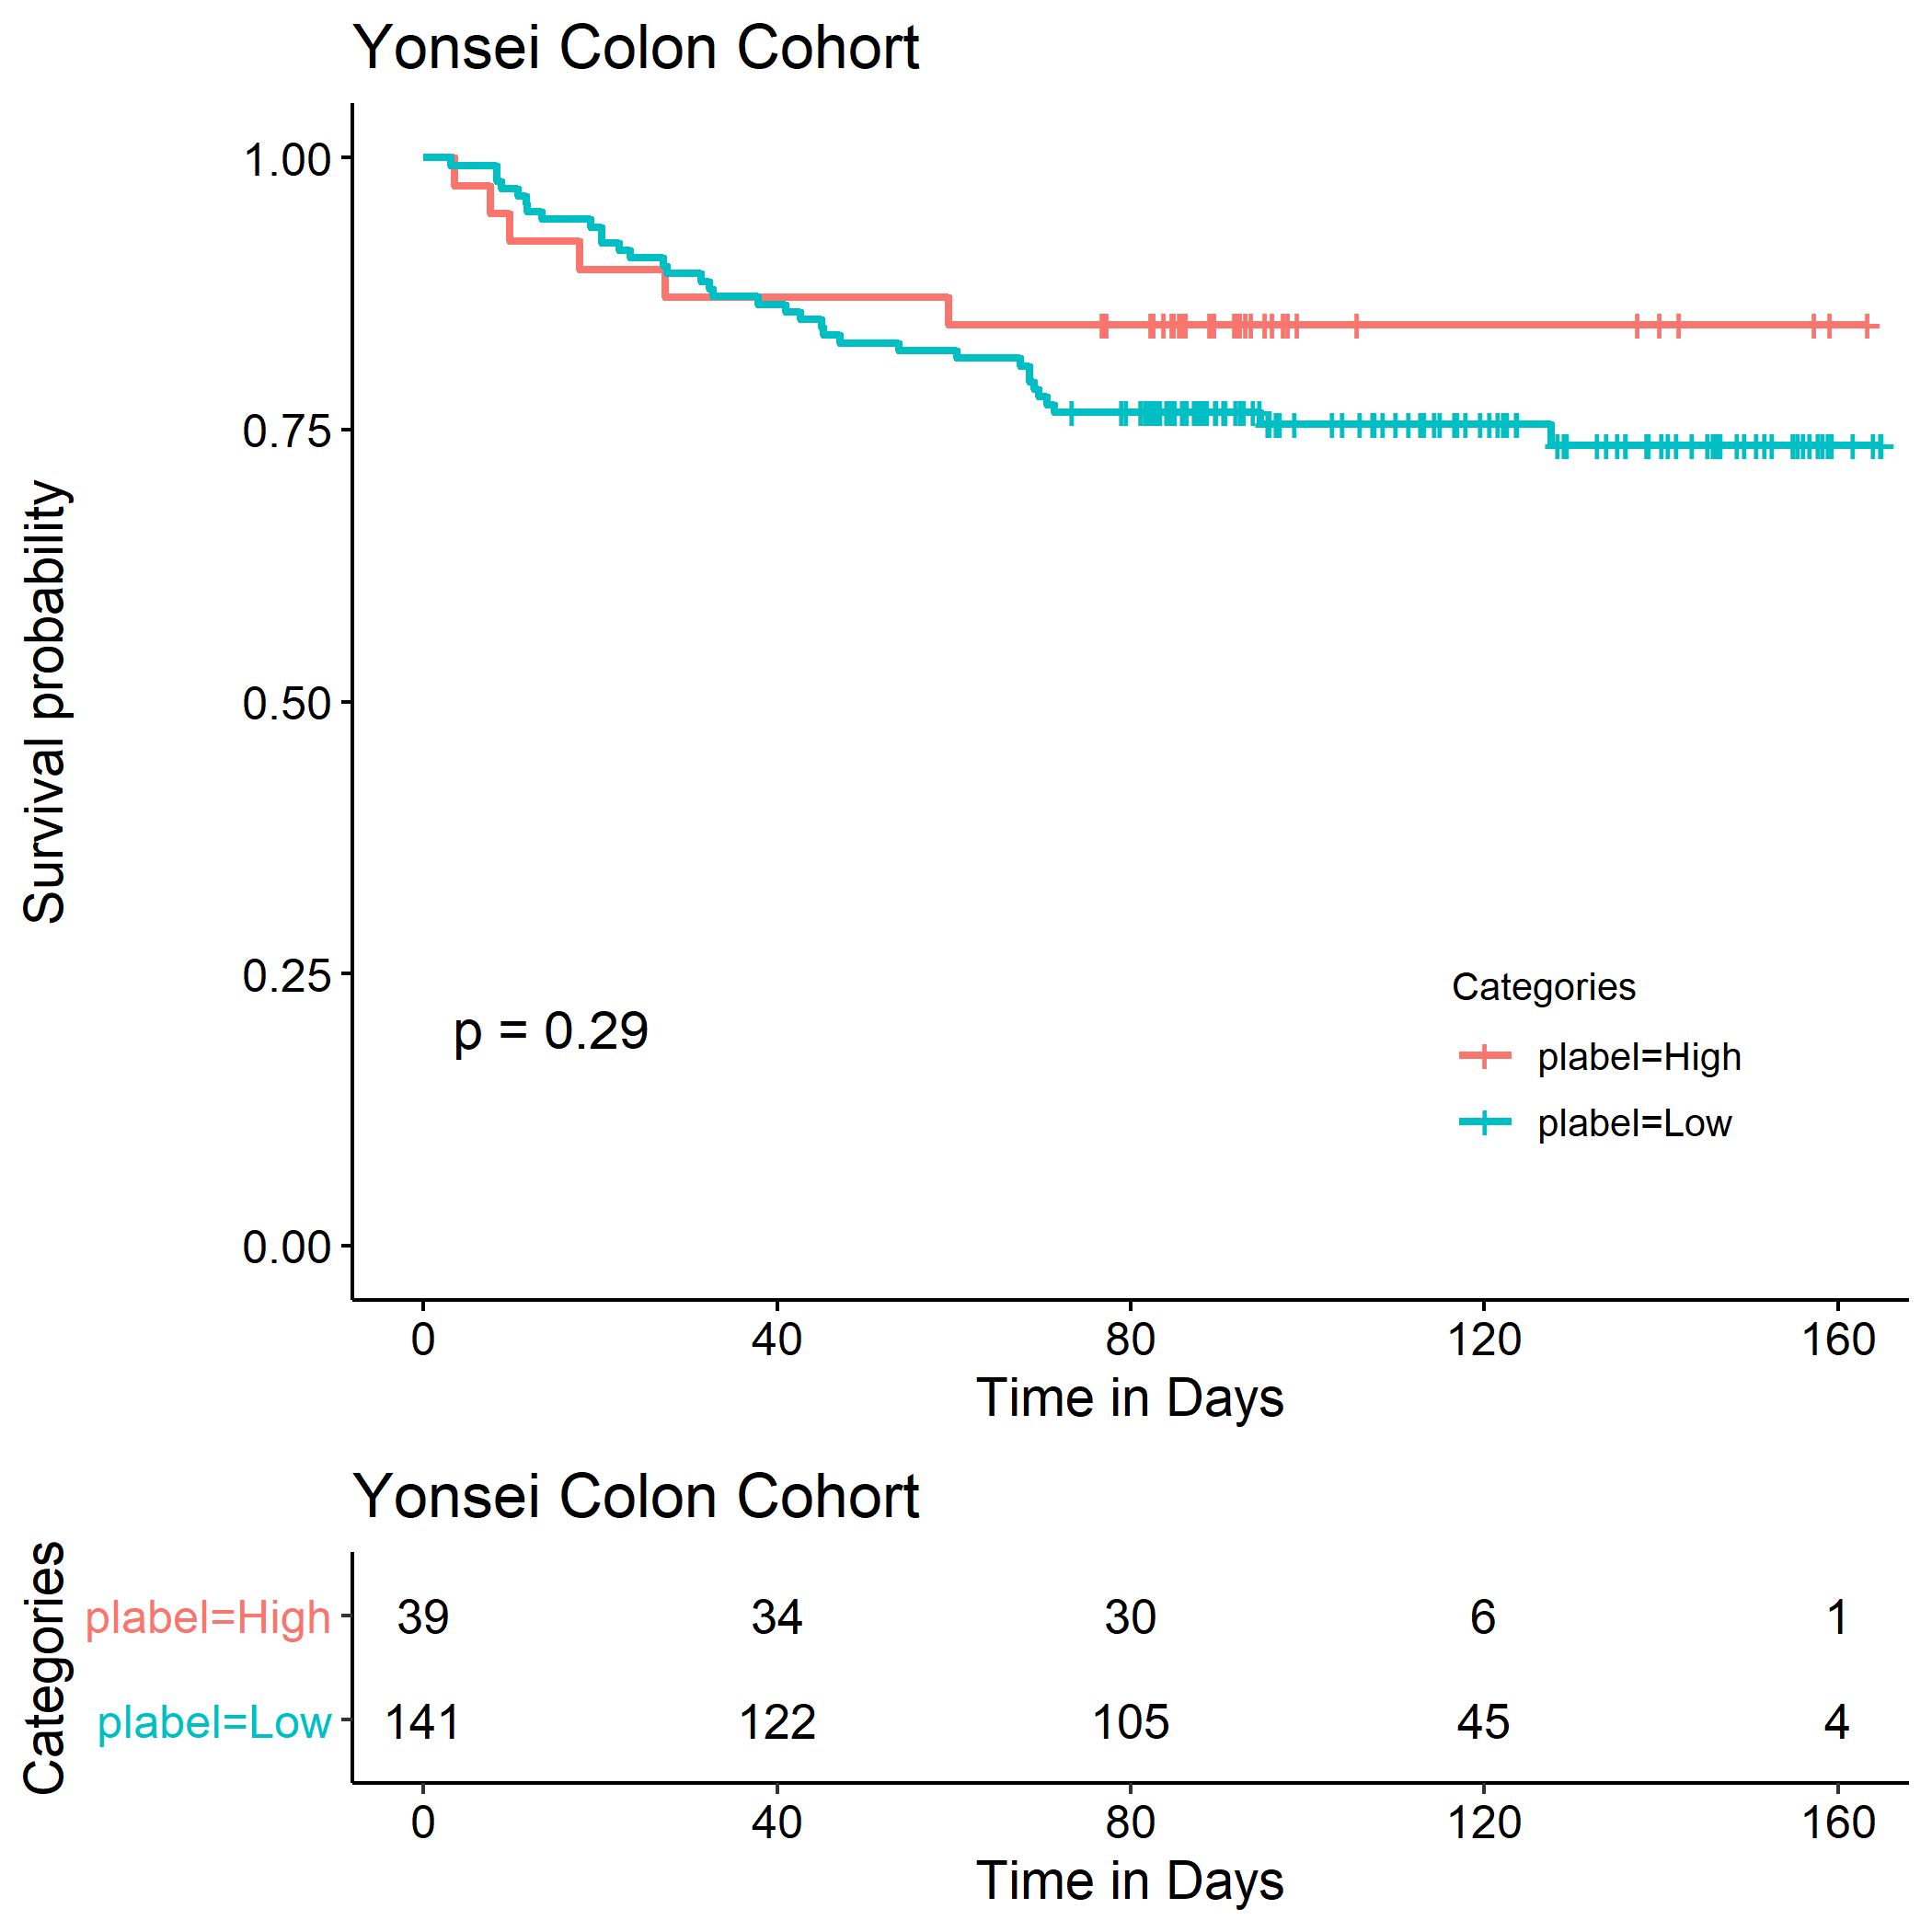 Yonsei Colon Cohort
Survival probability
1.00
0.75
0.50
0.25
0.00
p = 0.29
Categories
plabel=High
plabel=Low
0 40 80 120 160
Time in Days
Yonsei Colon Cohort
Categories
plabel=High 39 34 30 6 1
plabel=Low 141 122 105 45 4
0 40 80 120 160
Time in Days